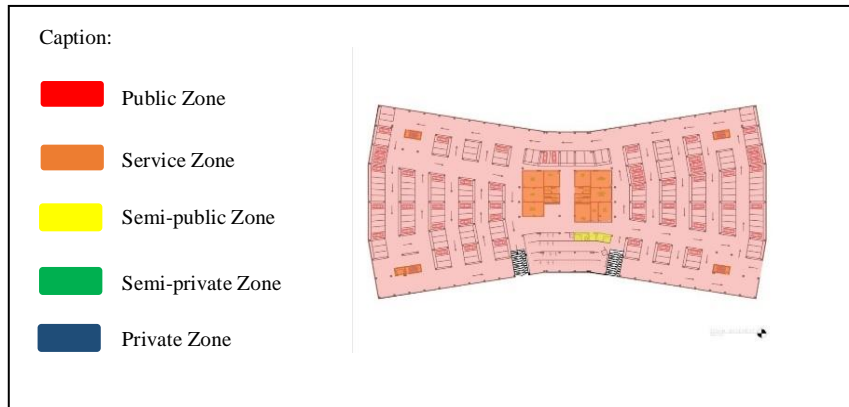 Caption:
Public Zone
Service Zone
Semi-public Zone
Semi-private Zone
Private Zone